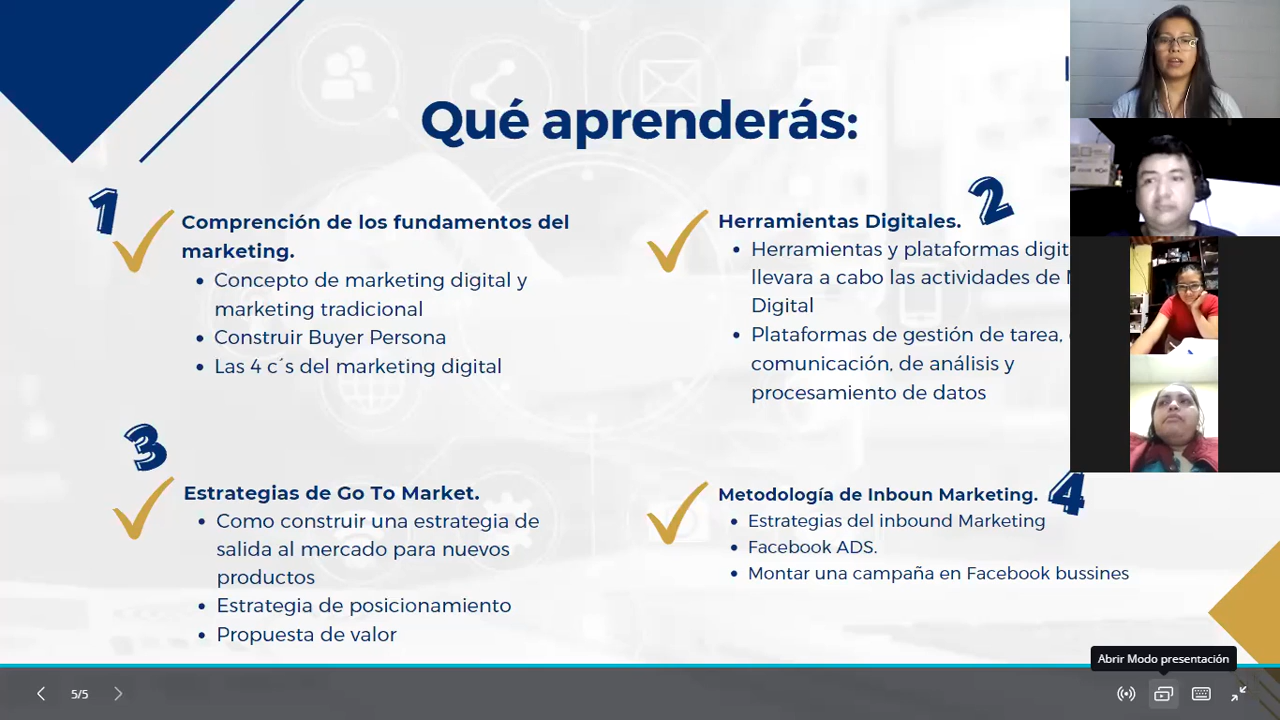 Qué aprenderás:
1
Comprención de los fundamentos del
marketing.
Concepto de marketing digital y
marketing tradicional
Construir Buyer Persona
Las 4 c´s del marketing digital
2
Herramientas Digitales.
Herramientas y plataformas
llevara a cabo las actividades de
Digital
Plataformas de gestión de tarea,
comunicación, de análisis y
procesamiento de datos
3
Estrategias de Go To Market.
Como construir una estrategia de
salida al mercado para nuevos
productos
Estrategia de posicionamiento
Propuesta de valor
4
Metodología de Inboun Marketing.
Estrategias del inbound Marketing
Facebook ADS.
Montar una campaña en Facebook bussines
Abrir Modo presentación
5/5